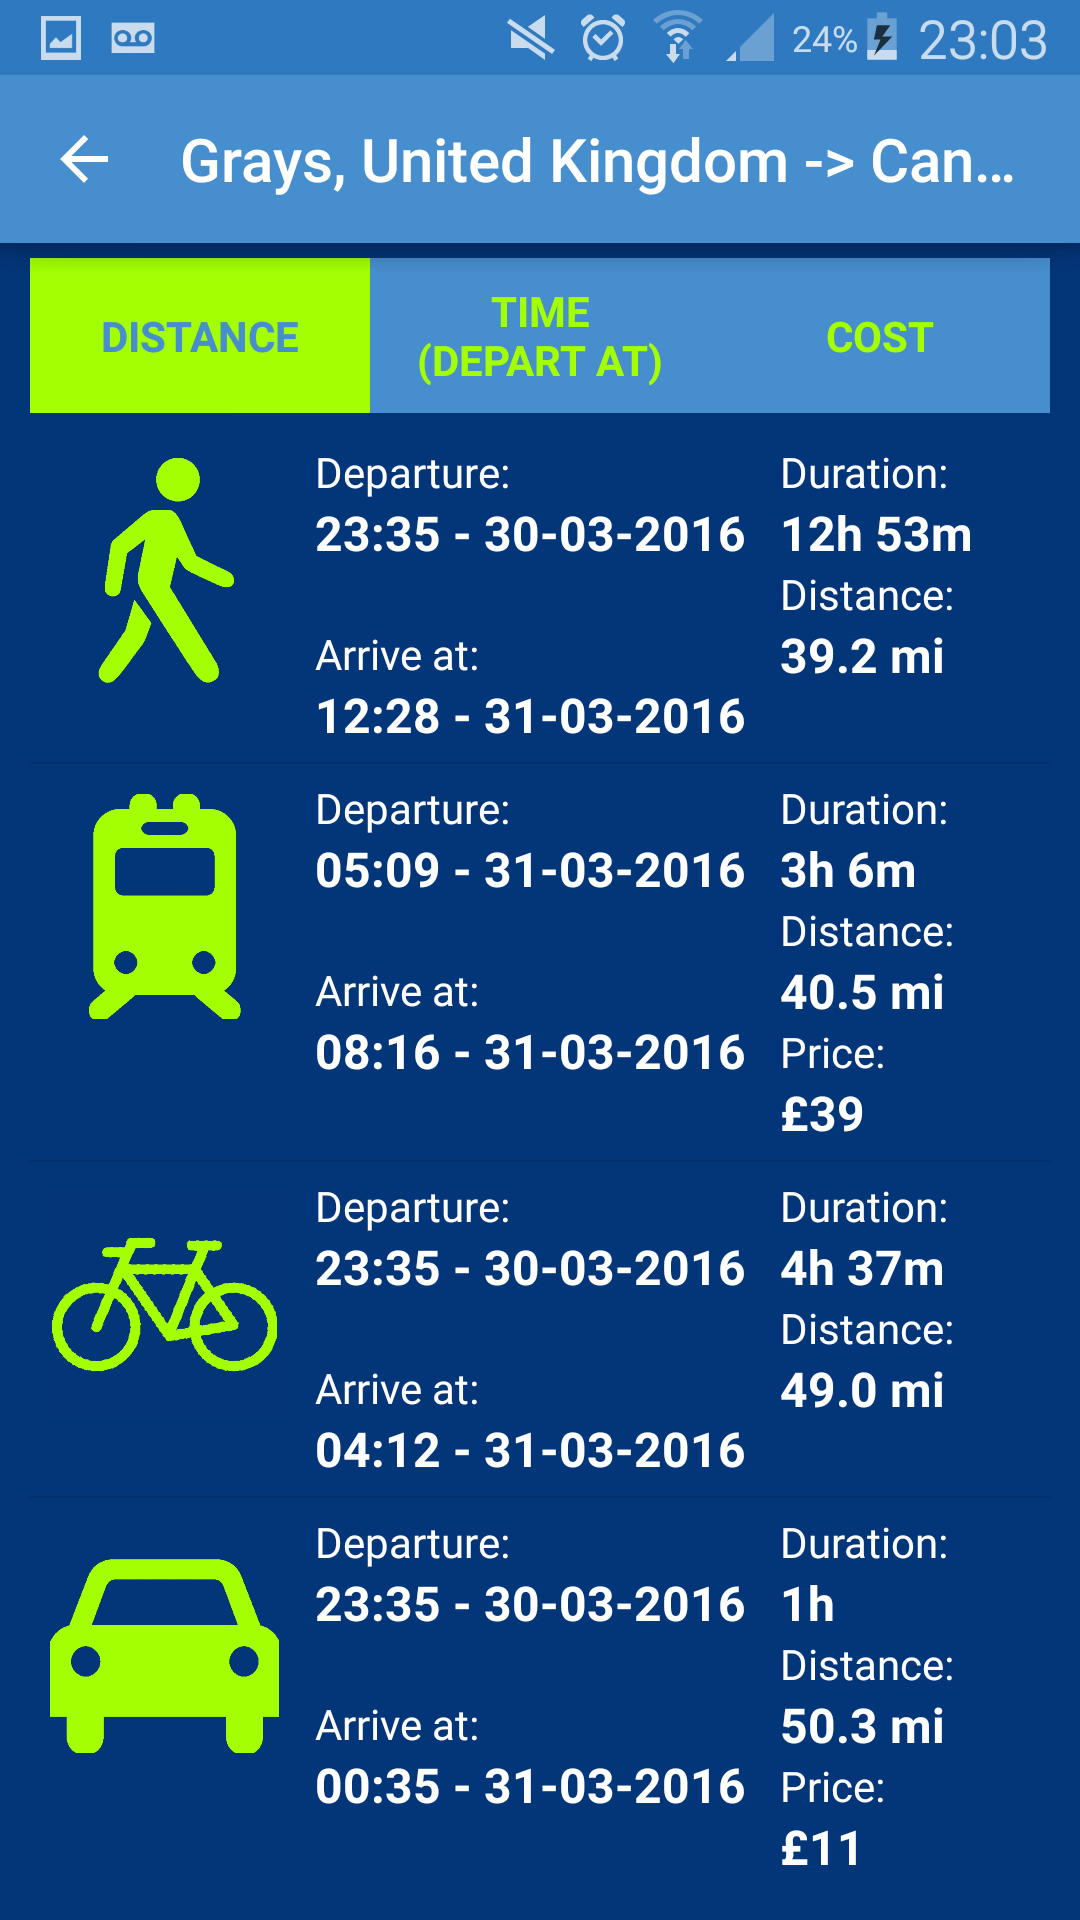 24% 23:03
Grays, United Kingdom -> Can...
DISTANCE
TIME
(DEPART AT)
COST
Departure:
23:35 - 30-03-2016
Arrive at:
12:28 - 31-03-2016
Duration:
12h 53m
Distance:
39.2 mi
Departure:
05:09 - 31-03-2016
Arrive at:
08:16 - 31-03-2016
Duration:
3h 6m
Distance:
40.5 mi
Price:
£39
Departure:
23:35 - 30-03-2016
Arrive at:
04:12 - 31-03-2016
Duration:
4h 37m
Distance:
49.0 mi
Departure:
23:35 - 30-03-2016
Arrive at:
00:35 - 31-03-2016
Duration:
1h
Distance:
50.3 mi
Price:
£11